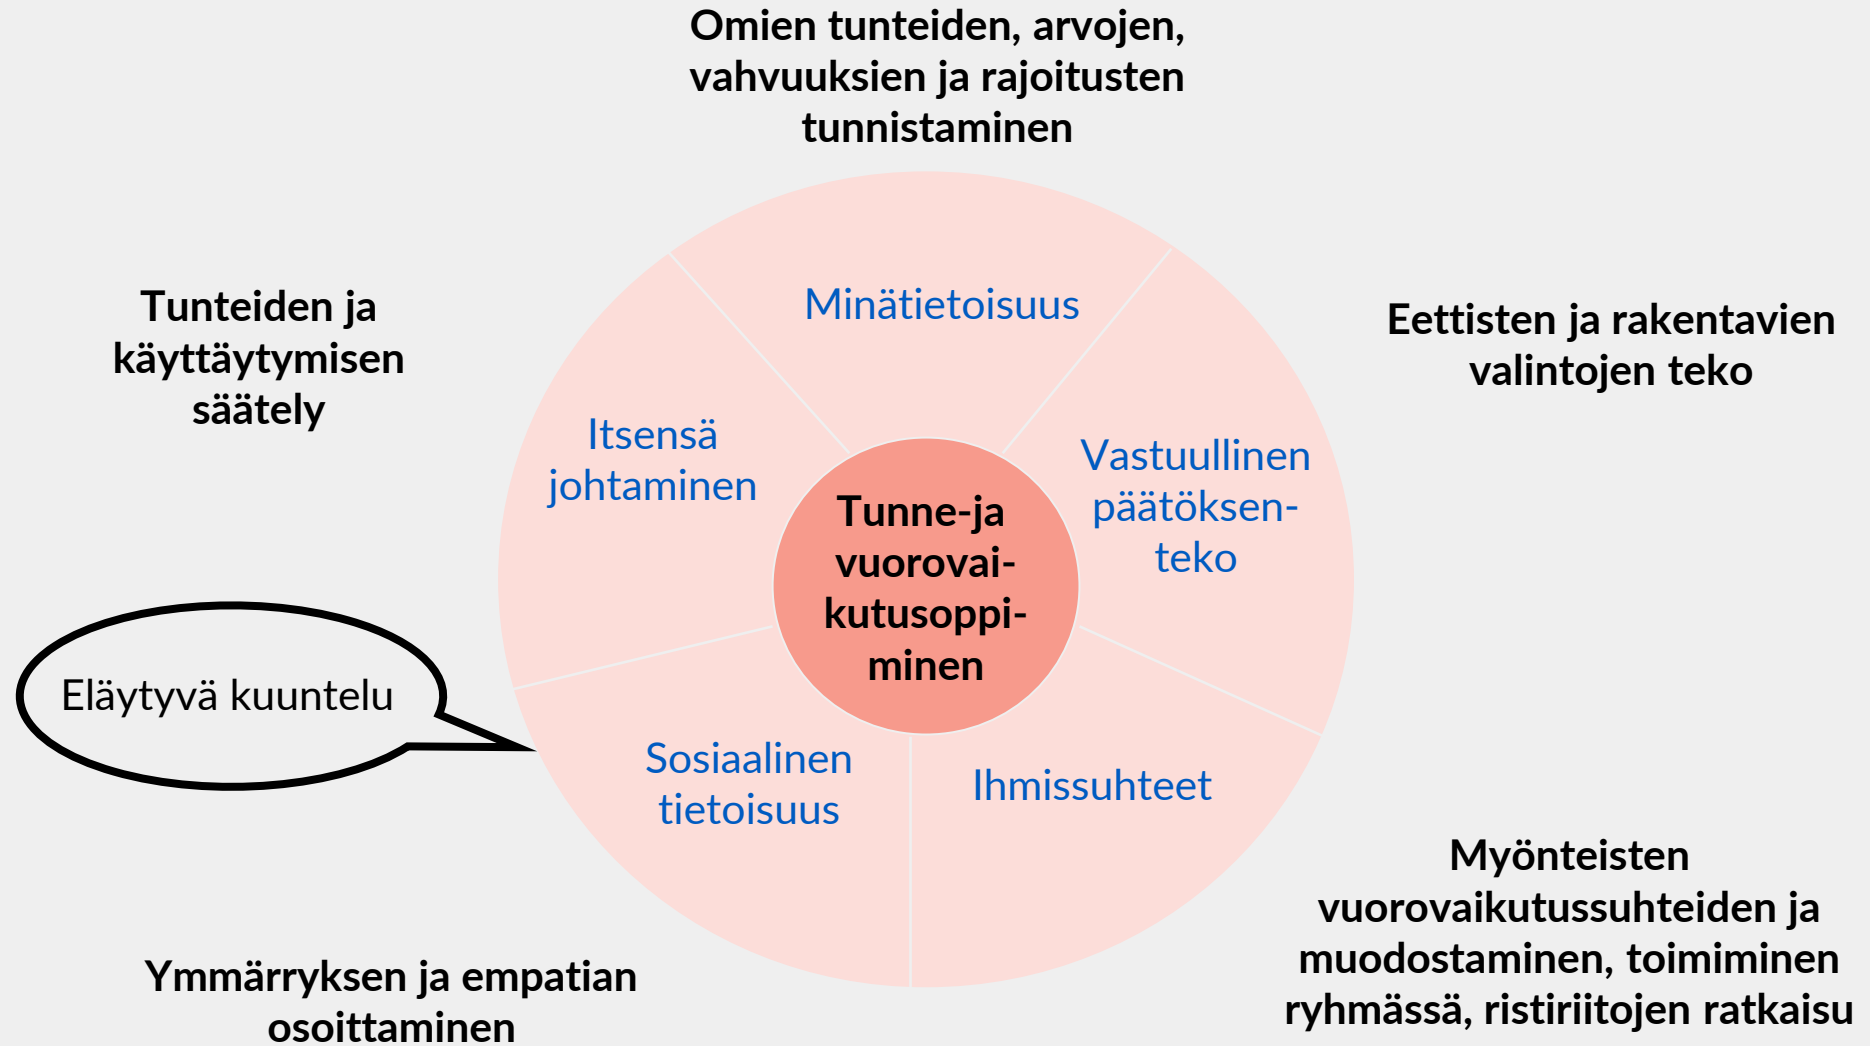 Omien tunteiden, arvojen,
vahvuuksien ja rajoitusten
tunnistaminen
Tunteiden ja
käyttäytymisen
säätely
Minätietoisuus
Eettisten ja rakentavien
valintojen teko
Itsensä
johtaminen
Vastuullinen
päätöksen-
teko
Tunne-ja
vuorovai-
kutusoppi-
minen
Eläytyvä kuuntelu
Sosiaalinen
tietoisuus
Ihmissuhteet
Myönteisten
vuorovaikutussuhteiden ja
muodostaminen, toimiminen
ryhmässä, ristiriitojen ratkaisu
Ymmärryksen ja empatian
osoittaminen